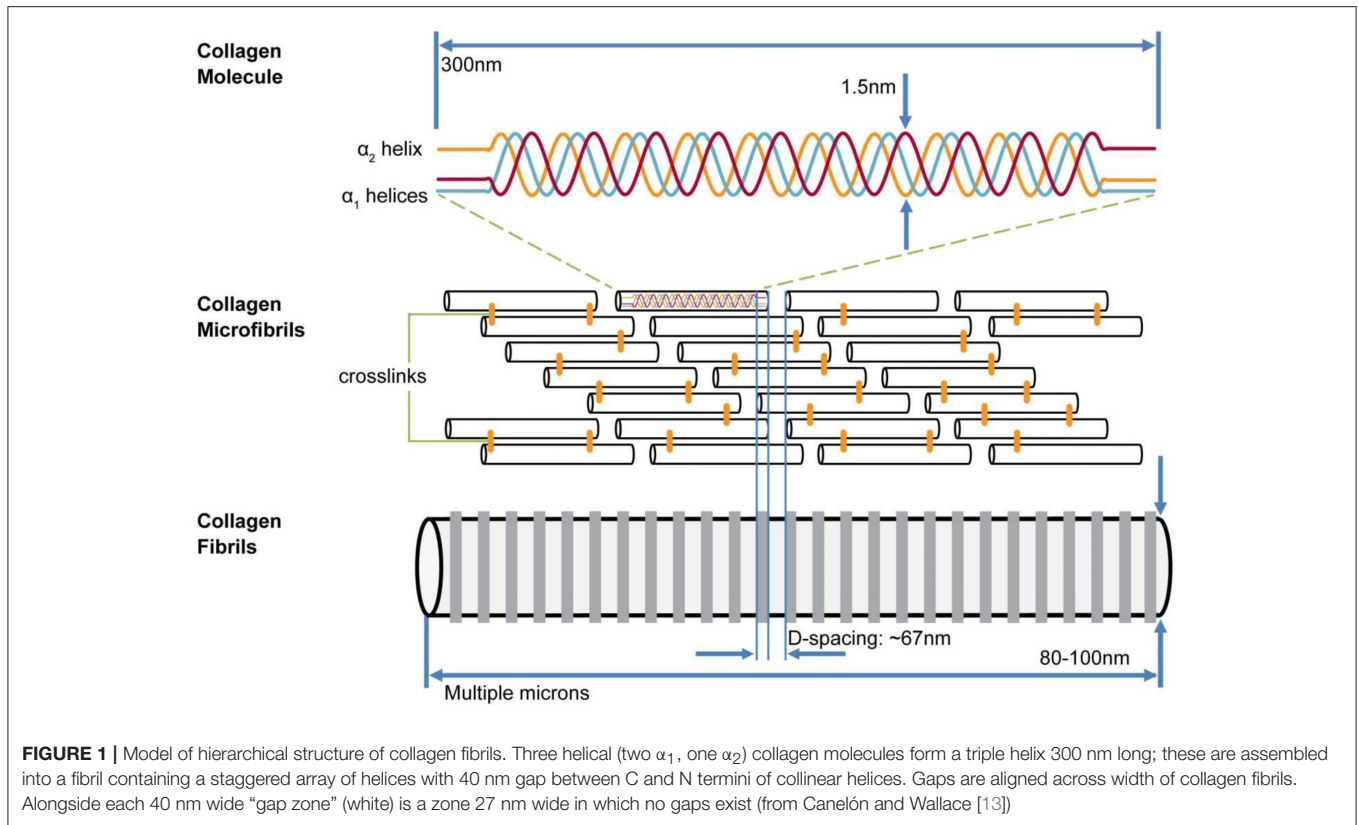 Collagen
Molecule
300nm
1.5nm
α₂ helix
α₁ helices
Collagen
Microfibrils
crosslinks
Collagen
Fibrils
D-spacing: ~67nm
80-100nm
Multiple microns
FIGURE 1 | Model of hierarchical structure of collagen fibrils. Three helical (two α₁, one α₂) collagen molecules form a triple helix 300 nm long; these are assembled
into a fibril containing a staggered array of helices with 40 nm gap between C and N termini of collinear helices. Gaps are aligned across width of collagen fibrils.
Alongside each 40 nm wide “gap zone” (white) is a zone 27 nm wide in which no gaps exist (from Canelón and Wallace [13])